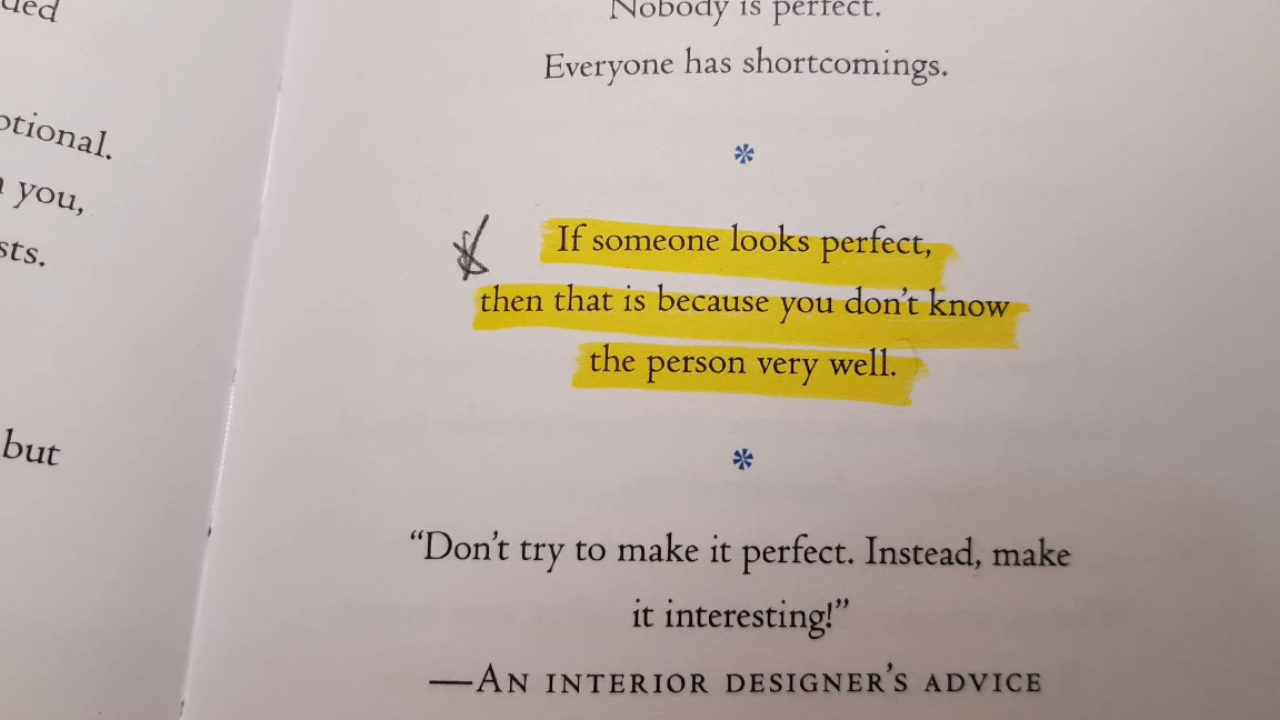 ded
otional.
you,
sts.
but
Nobody is perfect.
Everyone has shortcomings.
*
If someone looks perfect,
then that is because you don't know
the person very well.
*
“Don't try to make it perfect. Instead, make
it interesting!”
—AN INTERIOR DESIGNER'S ADVICE